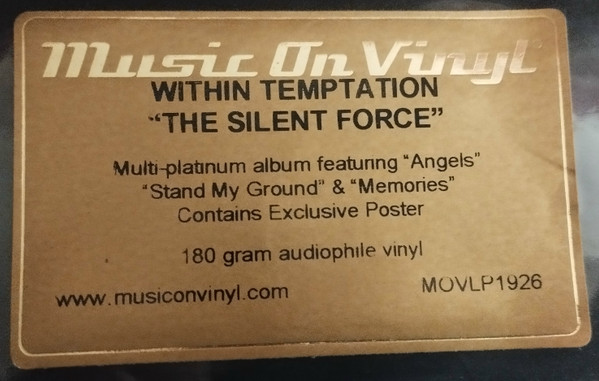 Music On Vinyl
WITHIN TEMPTATION
"THE SILENT FORCE"
Multi-platinum album featuring "Angels"
"Stand My Ground" & "Memories"
Contains Exclusive Poster
180 gram audiophile vinyl
www.musiconvinyl.com MOVLP1926